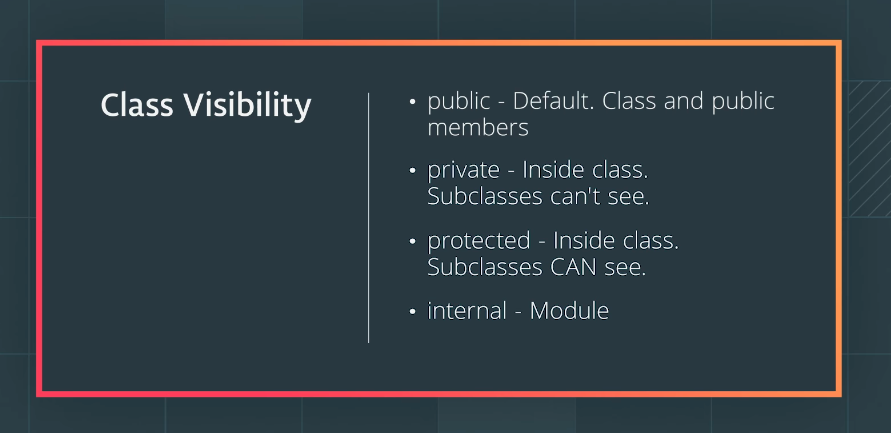 Class Visibility
• public - Default. Class and public
members
• private - Inside class.
Subclasses can't see.
• protected - Inside class.
Subclasses CAN see.
• internal - Module